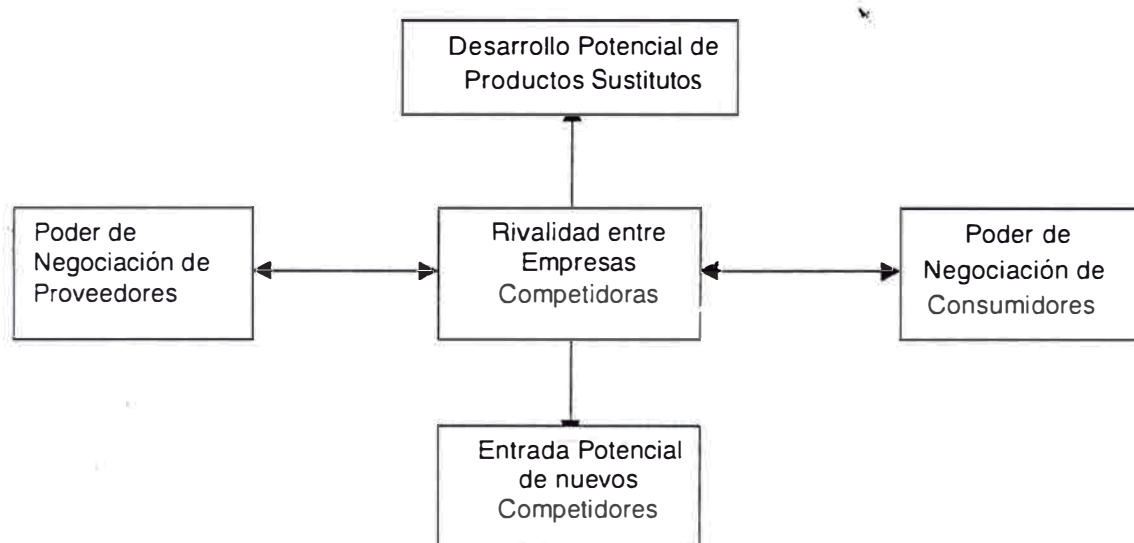 Desarrollo Potencial de
Productos Sustitutos
Poder de
Negociación de
Proveedores
Rivalidad entre
Empresas
Competidoras
Poder de
Negociación de
Consumidores
Entrada Potencial
de nuevos
Competidores